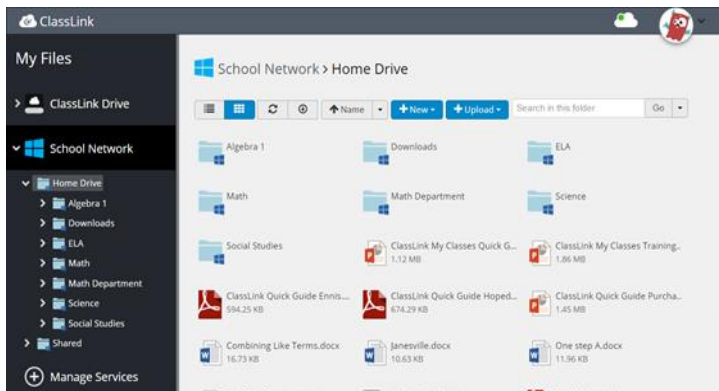 ClassLink
My Files
ClassLink Drive
School Network
Home Drive
Algebra 1
Downloads
ELA
Math
Math Department
Science
Social Studies
Shared
Manage Services
School Network > Home Drive
Name
+New
+Upload
Search in this folder
Go
Algebra 1
Downloads
ELA
Math
Math Department
Science
Social Studies
ClassLink My Classes Quick G...
1.12 MB
ClassLink My Classes Training..
1.86 MB
ClassLink Quick Guide Ennis....
594.25 KB
ClassLink Quick Guide Hoped...
674.29 KB
ClassLink Quick Guide Purcha..
1.45 MB
Combining Like Terms.docx
16.73 KB
Janesville.docx
10.63 KB
One step A.docx
11.96 KB